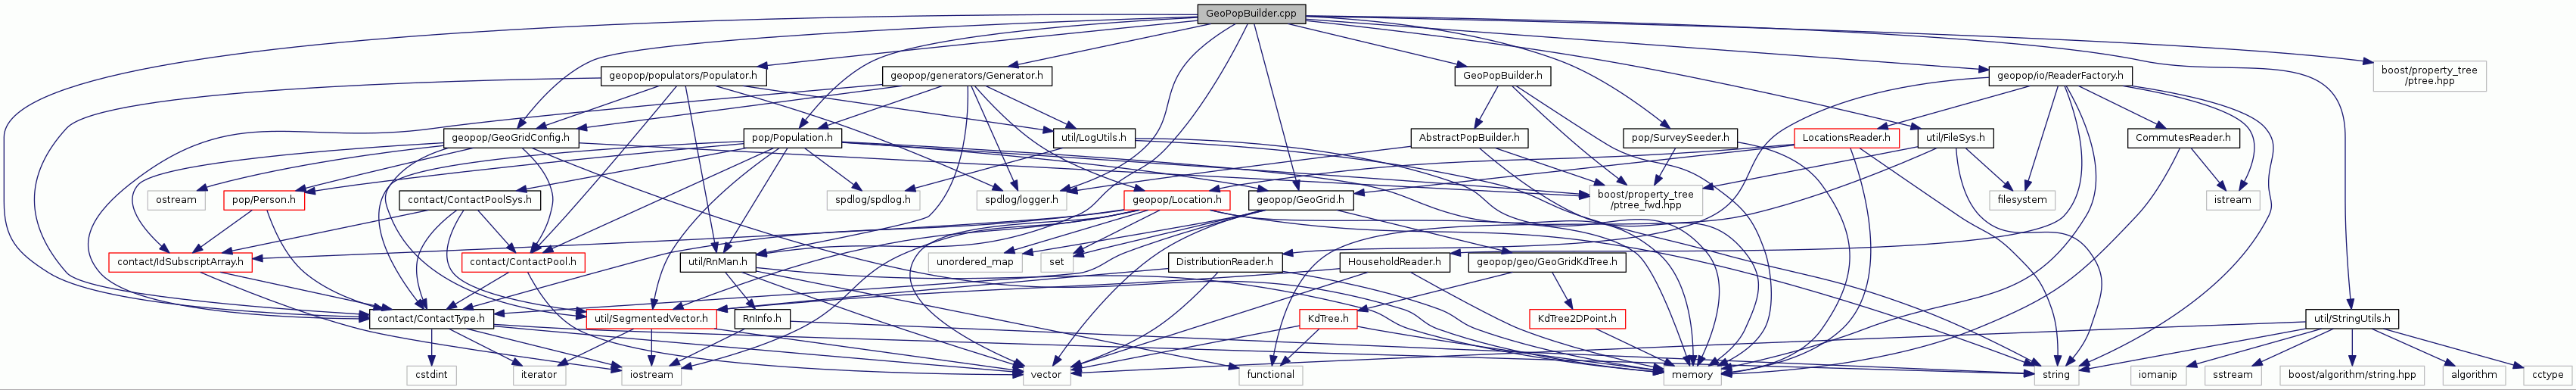 GeoPopBuilder.cpp
geopop/populators/Populator.h
geopop/generators/Generator.h
GeoPopBuilder.h
geopop/io/ReaderFactory.h
boost/property_tree
/ptree.hpp
geopop/GeoGridConfig.h
pop/Population.h
util/LogUtils.h
AbstractPopBuilder.h
pop/SurveySeeder.h
LocationsReader.h
util/FileSys.h
CommutesReader.h
ostream
pop/Person.h
contact/ContactPoolSys.h
spdlog/spdlog.h
spdlog/logger.h
geopop/Location.h
geopop/GeoGrid.h
boost/property_tree
/ptree_fwd.hpp
filesystem
istream
contact/IdSubscriptArray.h
contact/ContactPool.h
util/RnMan.h
unordered_map
set
DistributionReader.h
HouseholdReader.h
geopop/geo/GeoGridKdTree.h
contact/ContactType.h
util/SegmentedVector.h
RnInfo.h
KdTree.h
KdTree2DPoint.h
util/StringUtils.h
cstdint
iterator
iostream
vector
functional
memory
string
iomanip
sstream
boost/algorithm/string.hpp
algorithm
cctype